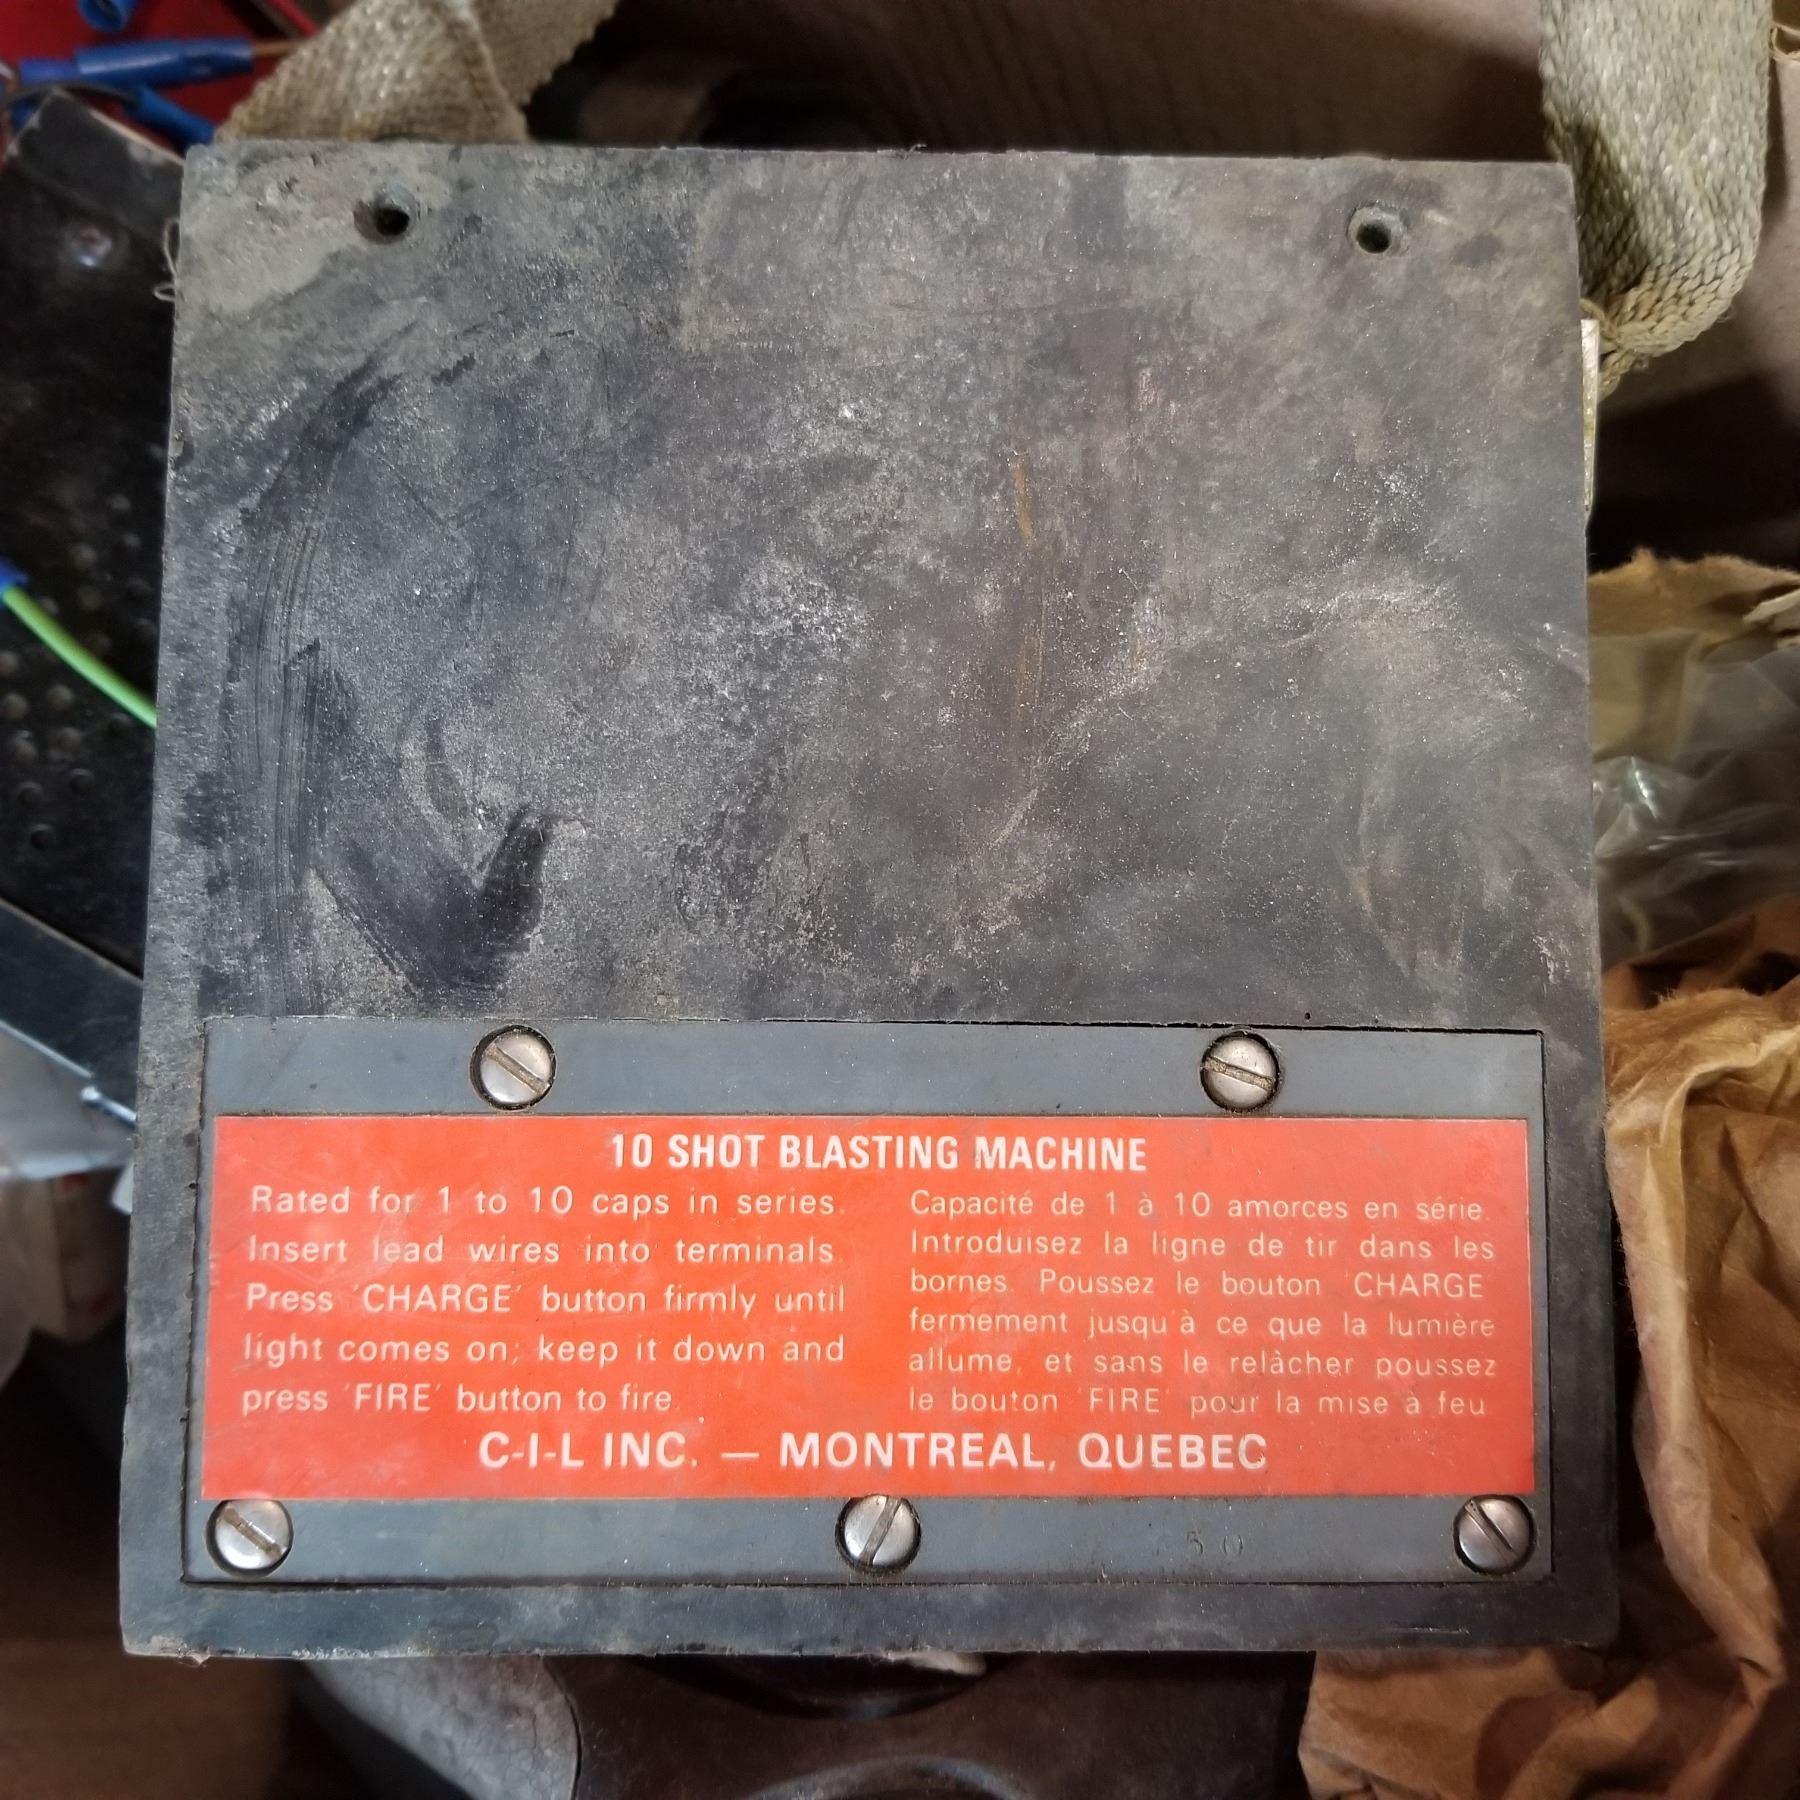 10 SHOT BLASTING MACHINE
Rated for 1 to 10 caps in series.
Insert lead wires into terminals.
Press 'CHARGE' button firmly until
light comes on; keep it down and
press 'FIRE' button to fire.
Capacité de 1 à 10 amorces en série.
Introduisez la ligne de tir dans les
bornes. Poussez le bouton 'CHARGE
fermement jusqu'à ce que la lumière
allume, et sans le relàcher poussez
le bouton 'FIRE' pour la mise à feu
C-I-L INC. — MONTREAL, QUEBEC
50